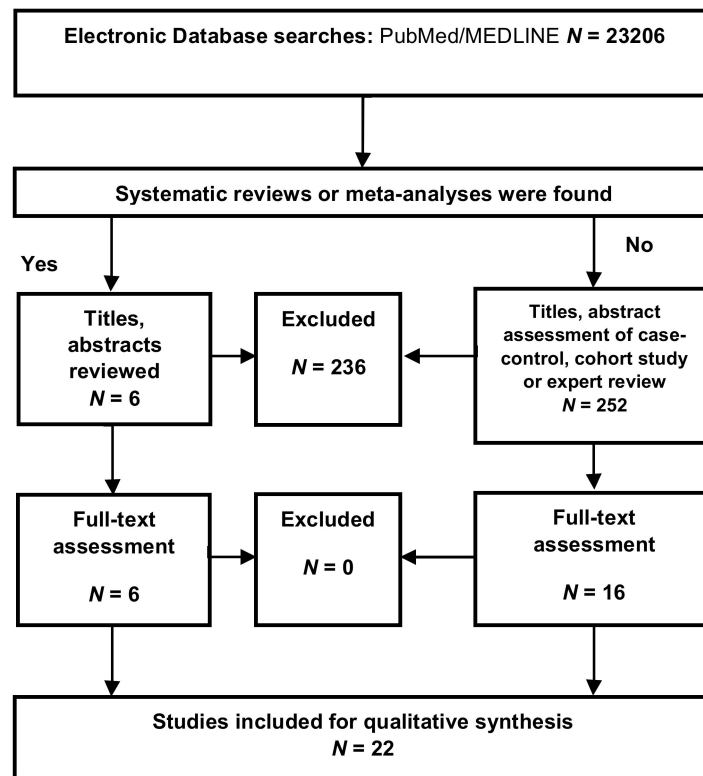 Electronic Database searches: PubMed/MEDLINE N = 23206
Systematic reviews or meta-analyses were found
Yes
No
Titles,
abstracts
reviewed
N = 6
Excluded
N = 236
Titles, abstract
assessment of case-
control, cohort study
or expert review
N = 252
Full-text
assessment
N = 6
Excluded
N = 0
Full-text
assessment
N = 16
Studies included for qualitative synthesis
N = 22